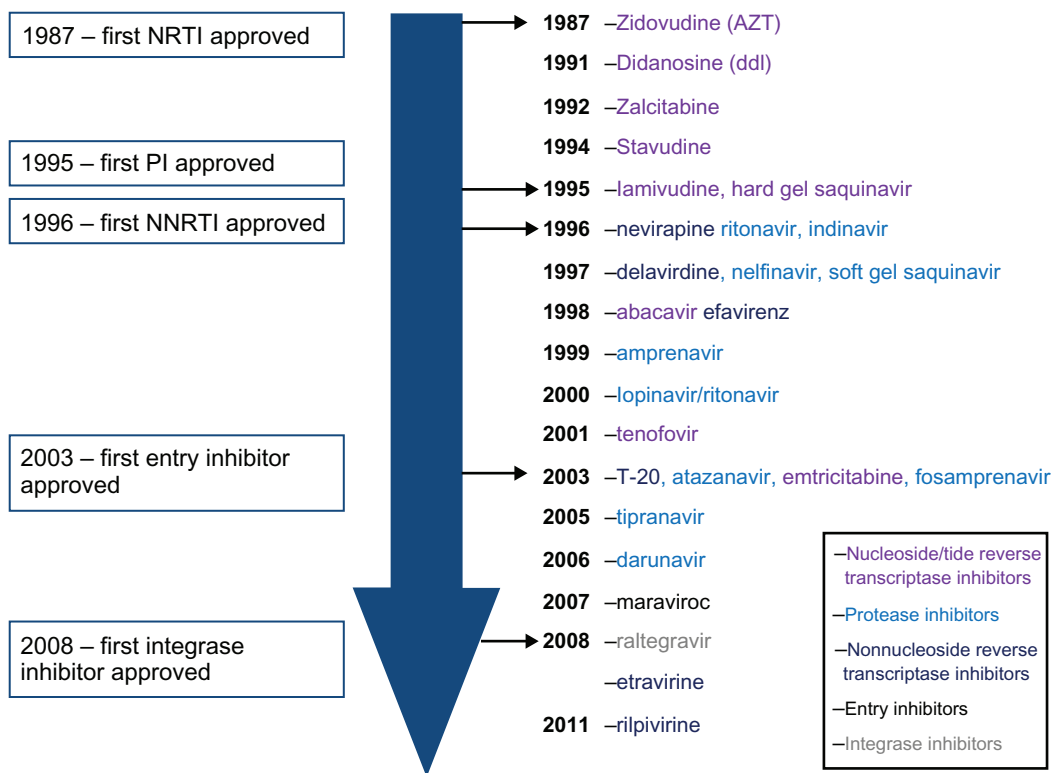 1987 – first NRTI approved
1995 – first PI approved
1996 – first NNRTI approved
2003 – first entry inhibitor
approved
2008 – first integrase
inhibitor approved
1987 –Zidovudine (AZT)
1991 –Didanosine (ddI)
1992 –Zalcitabine
1994 –Stavudine
1995 –lamivudine, hard gel saquinavir
1996 –nevirapine ritonavir, indinavir
1997 –delavirdine, nelfinavir, soft gel saquinavir
1998 –abacavir efavirenz
1999 –amprenavir
2000 –lopinavir/ritonavir
2001 –tenofovir
2003 –T-20, atazanavir, emtricitabine, fosamprenavir
2005 –tipranavir
2006 –darunavir
2007 –maraviroc
2008 –raltegravir
–etravirine
2011 –rilpivirine
–Nucleoside/tide reverse
transcriptase inhibitors
–Protease inhibitors
–Nonnucleoside reverse
transcriptase inhibitors
–Entry inhibitors
–Integrase inhibitors